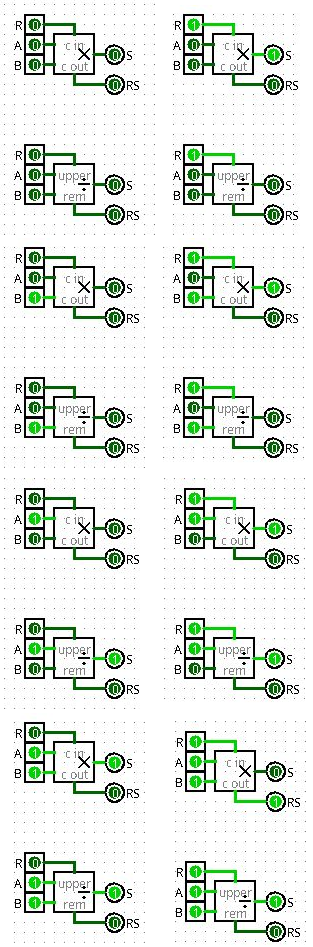 R 0
A 0 c in
× 0 S
B 0 c out
0 RS
R 1
A 0 c in
× 1 S
B 0 c out
0 RS
R 0
A 0 upper
÷ 0 S
B 0 rem
0 RS
R 1
A 0 upper
÷ 0 S
B 0 rem
0 RS
R 0
A 0 c in
× 0 S
B 1 c out
0 RS
R 1
A 0 c in
× 1 S
B 1 c out
0 RS
R 0
A 0 upper
÷ 0 S
B 1 rem
0 RS
R 1
A 0 upper
÷ 0 S
B 1 rem
0 RS
R 0
A 1 c in
× 0 S
B 0 c out
0 RS
R 1
A 1 c in
× 1 S
B 0 c out
0 RS
R 0
A 1 upper
÷ 1 S
B 0 rem
0 RS
R 1
A 1 upper
÷ 1 S
B 0 rem
0 RS
R 0
A 1 c in
× 1 S
B 1 c out
0 RS
R 1
A 1 c in
× 0 S
B 1 c out
1 RS
R 0
A 1 upper
÷ 1 S
B 1 rem
0 RS
R 1
A 1 upper
÷ 1 S
B 1 rem
0 RS